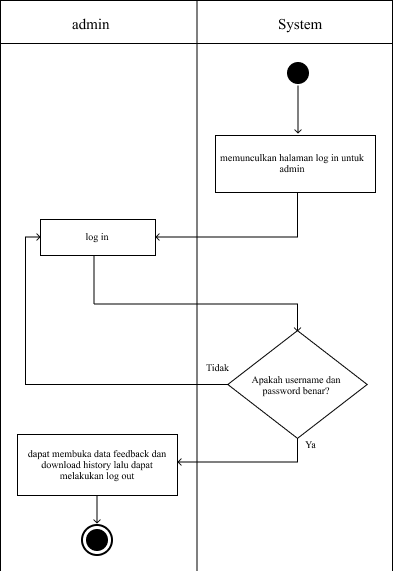 admin
System
memunculkan halaman log in untuk
admin
log in
Tidak
Apakah username dan
password benar?
Ya
dapat membuka data feedback dan
download history lalu dapat
melakukan log out